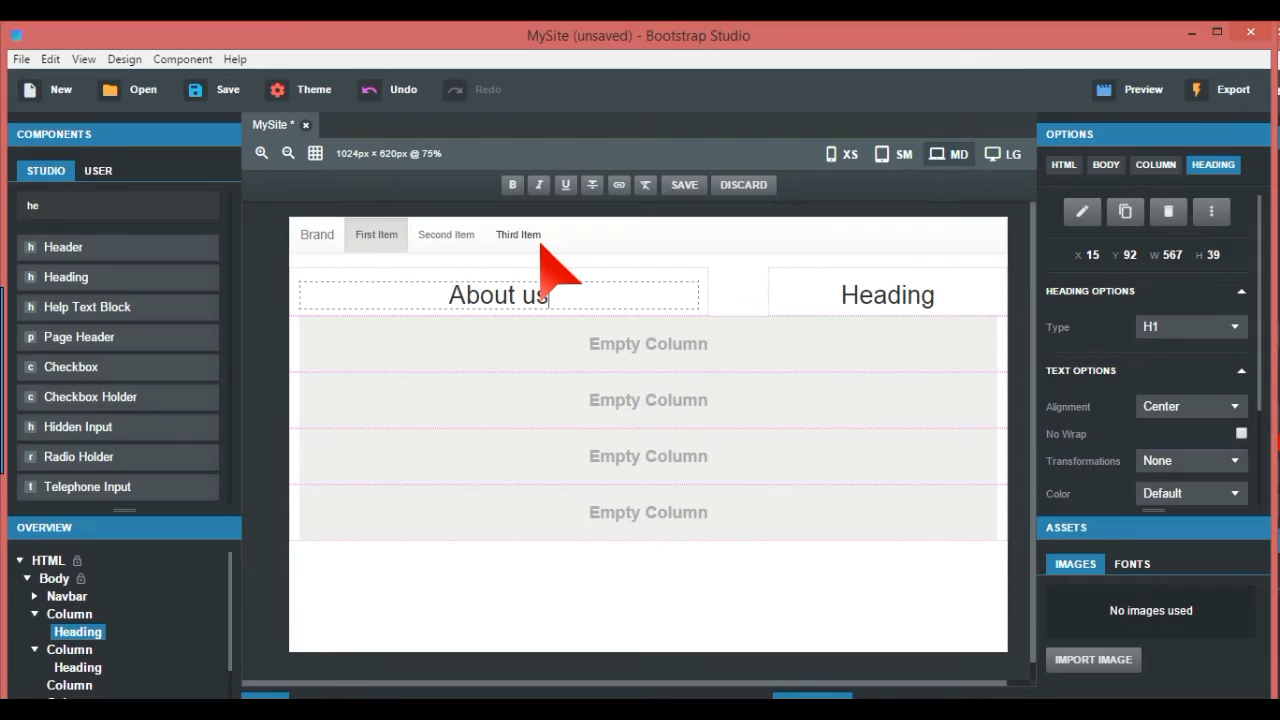 MySite (unsaved) - Bootstrap Studio
File Edit View Design Component Help
New Open Save Theme Undo Redo Preview Export
COMPONENTS
STUDIO USER
he
h Header
h Heading
h Help Text Block
p Page Header
c Checkbox
c Checkbox Holder
h Hidden Input
r Radio Holder
t Telephone Input
OVERVIEW
HTML
Body
Navbar
Column
Heading
Column
Heading
Column
MySite *
1024px × 620px @ 75%
XS SM MD LG
B I U SAVE DISCARD
Brand First Item Second Item Third Item
About us Heading
Empty Column
Empty Column
Empty Column
Empty Column
OPTIONS
HTML BODY COLUMN HEADING
X 15 Y 92 W 567 H 39
HEADING OPTIONS
Type H1
TEXT OPTIONS
Alignment Center
No Wrap
Transformations None
Color Default
ASSETS
IMAGES FONTS
No images used
IMPORT IMAGE